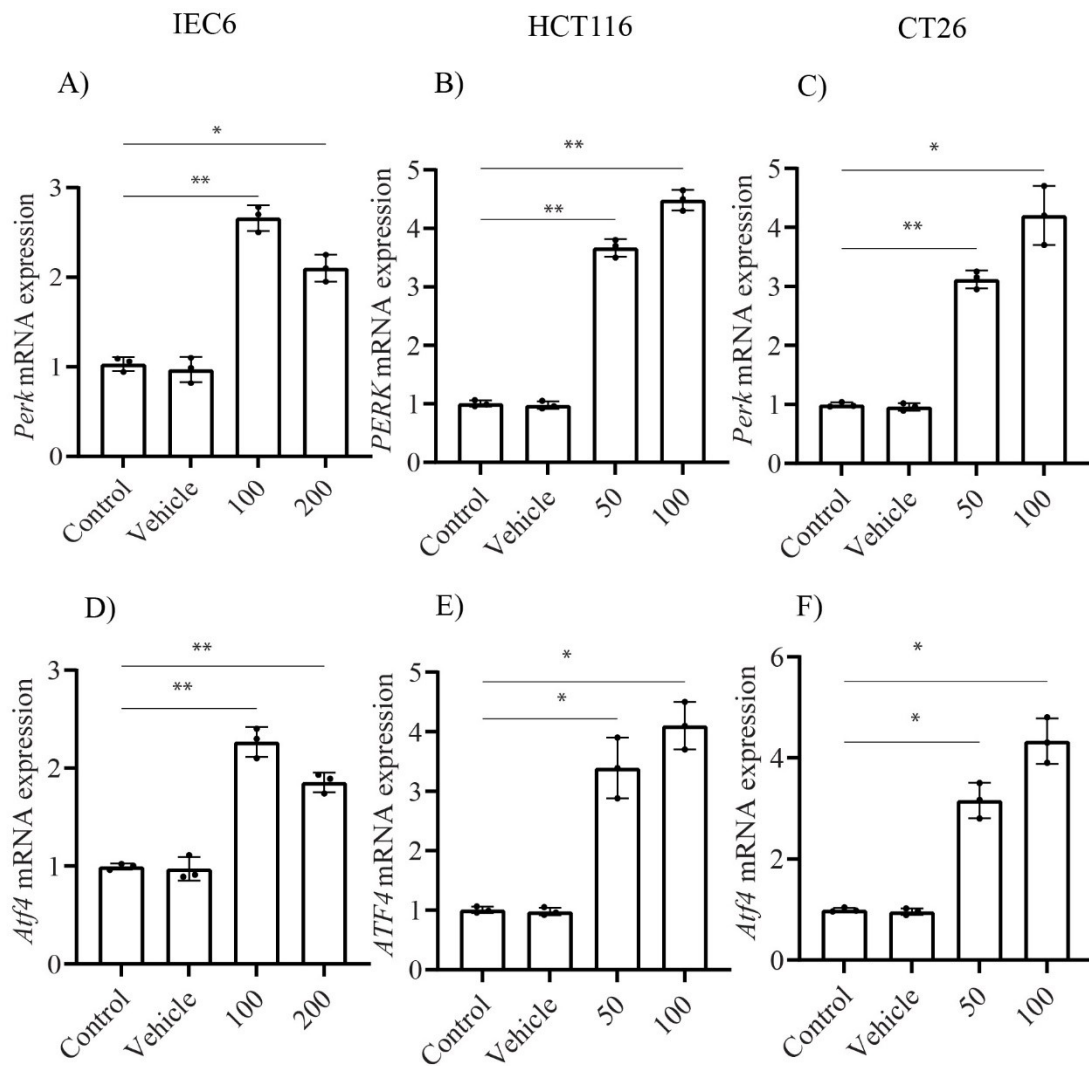 IEC6
HCT116
CT26
A)
Perk mRNA expression
3
2
1
0
*
**
Control
Vehicle
100
200
B)
PERK mRNA expression
5
4
3
2
1
0
**
**
Control
Vehicle
50
100
C)
Perk mRNA expression
5
4
3
2
1
0
*
**
Control
Vehicle
50
100
D)
Atf4 mRNA expression
3
2
1
0
**
**
Control
Vehicle
100
200
E)
ATF4 mRNA expression
5
4
3
2
1
0
*
*
Control
Vehicle
50
100
F)
Atf4 mRNA expression
6
4
2
0
*
*
Control
Vehicle
50
100